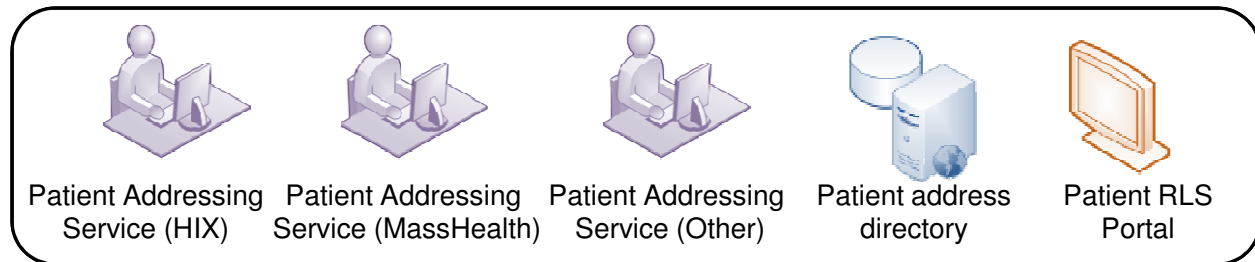 Patient Addressing
Service (HIX)
Patient Addressing
Service (MassHealth)
Patient Addressing
Service (Other)
Patient address
directory
Patient RLS
Portal